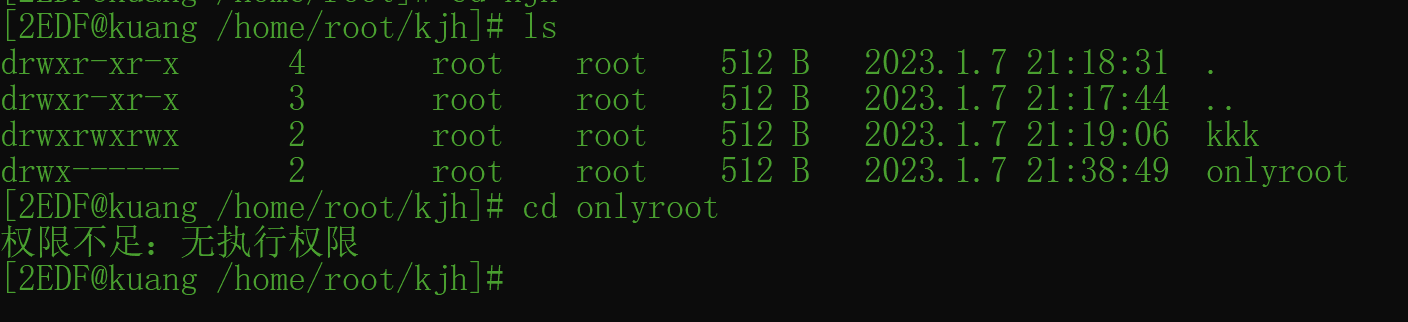 [2EDF@kuang /home/root/kjh]# ls
drwxr-xr-x 4 root root 512 B 2023.1.7 21:18:31 .
drwxr-xr-x 3 root root 512 B 2023.1.7 21:17:44 ..
drwxrwxrwx 2 root root 512 B 2023.1.7 21:19:06 kkk
drwx------ 2 root root 512 B 2023.1.7 21:38:49 onlyroot
[2EDF@kuang /home/root/kjh]# cd onlyroot
权限不足：无执行权限
[2EDF@kuang /home/root/kjh]#